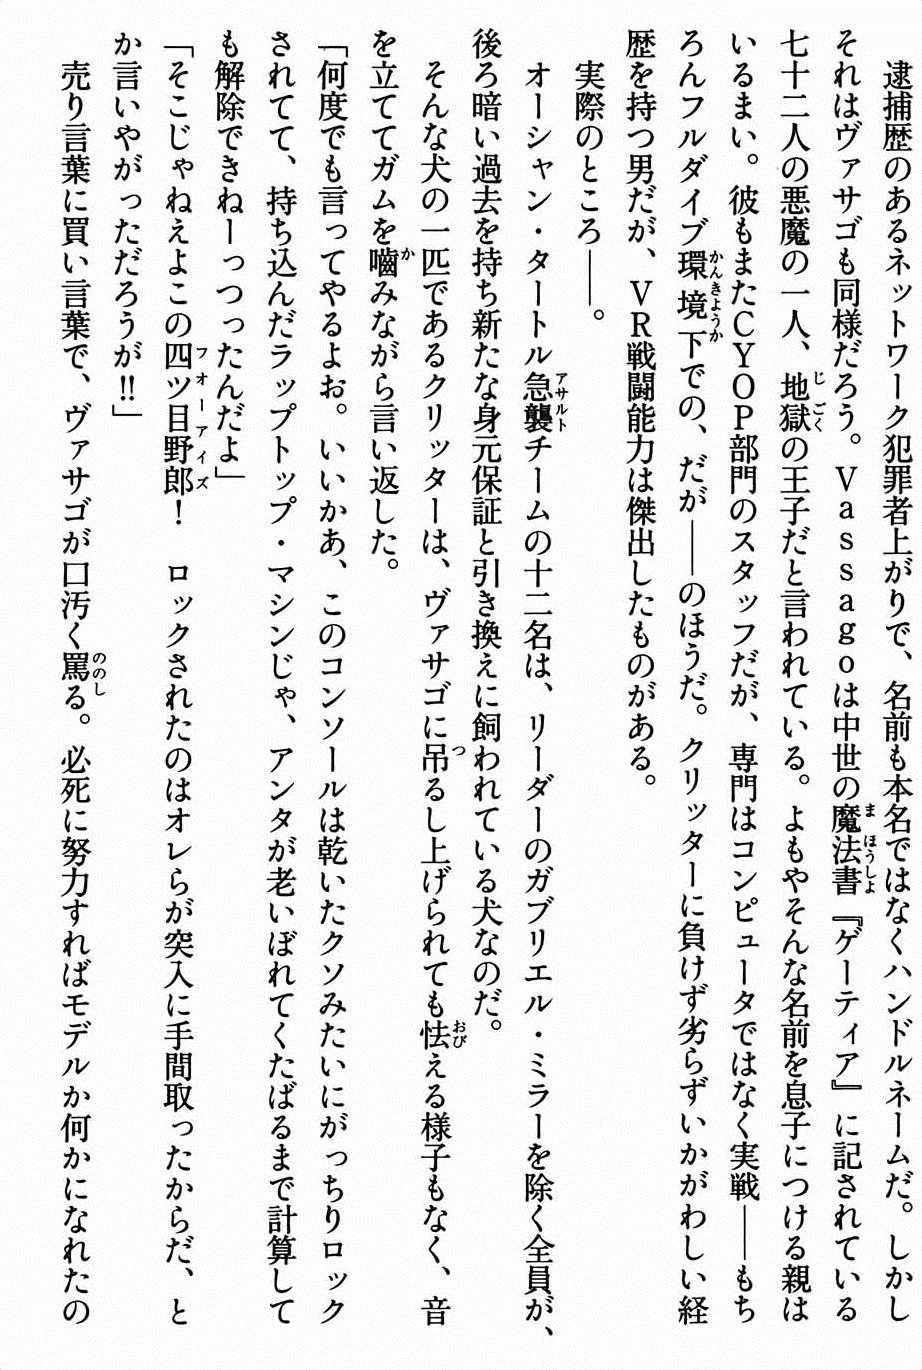 逮捕歴のあるネットワーク犯罪者上がりで、名前も本名ではなくハンドルネームだ。しかし
それはヴァサゴも同様だろう。Vassagoは中世の魔法書『ゲーティア』に記されている
七十二人の悪魔の一人、地獄の王子だと言われている。よもやそんな名前を息子につける親は
いるまい。彼もまたCYOP部門のスタッフだが、専門はコンピュータではなく実戦――もち
ろんフルダイブ環境下での、だが――のほうだ。クリッターに負けず劣らずいかがわしい経
歴を持つ男だが、VR戦闘能力は傑出したものがある。
実際のところ――。
オーシャン・タートル急襲チームの十二名は、リーダーのガブリエル・ミラーを除く全員が、
後ろ暗い過去を持ち新たな身元保証と引き換えに飼われている犬なのだ。
そんな犬の一匹であるクリッターは、ヴァサゴに吊るし上げられても怯える様子もなく、音
を立ててガムを嚙みながら言い返した。
「何度でも言ってやるよお。いいかあ、このコンソールは乾いたクソみたいにがっちりロック
されてて、持ち込んだラップトップ・マシンじゃ、アンタが老いぼれてくたばるまで計算して
も解除できねーっつったんだよ」
「そこじゃねえよこの四ツ目野郎！　ロックされたのはオレらが突入に手間取ったからだ、と
か言いやがっただろうが!!」
売り言葉に買い言葉で、ヴァサゴが口汚く罵る。必死に努力すればモデルか何かになれたの